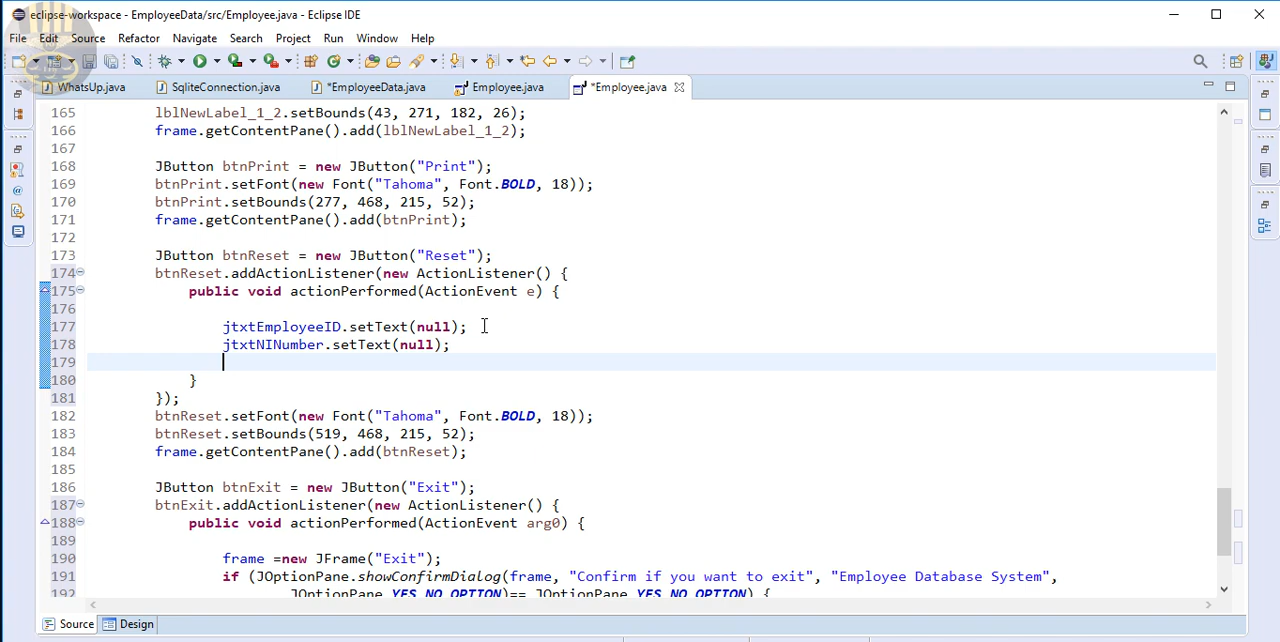 eclipse-workspace - EmployeeData/src/Employee.java - Eclipse IDE
File Edit Source Refactor Navigate Search Project Run Window Help
WhatsUp.java SqliteConnection.java *EmployeeData.java Employee.java *Employee.java
165 lblNewLabel_1_2.setBounds(43, 271, 182, 26);
166 frame.getContentPane().add(lblNewLabel_1_2);
167
168 JButton btnPrint = new JButton("Print");
169 btnPrint.setFont(new Font("Tahoma", Font.BOLD, 18));
170 btnPrint.setBounds(277, 468, 215, 52);
171 frame.getContentPane().add(btnPrint);
172
173 JButton btnReset = new JButton("Reset");
174 btnReset.addActionListener(new ActionListener() {
175 public void actionPerformed(ActionEvent e) {
176
177 jtxtEmployeeID.setText(null);
178 jtxtNINumber.setText(null);
179
180 }
181 });
182 btnReset.setFont(new Font("Tahoma", Font.BOLD, 18));
183 btnReset.setBounds(519, 468, 215, 52);
184 frame.getContentPane().add(btnReset);
185
186 JButton btnExit = new JButton("Exit");
187 btnExit.addActionListener(new ActionListener() {
188 public void actionPerformed(ActionEvent arg0) {
189
190 frame =new JFrame("Exit");
191 if (JOptionPane.showConfirmDialog(frame, "Confirm if you want to exit", "Employee Database System",
192 JOptionPane.YES_NO_OPTION)== JOptionPane.YES_NO_OPTION) {
Source Design